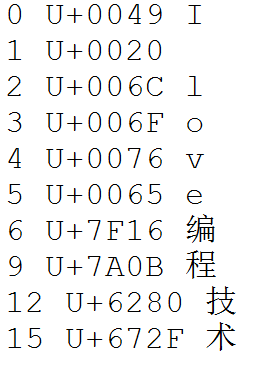 0 U+0049 I
1 U+0020
2 U+006C l
3 U+006F o
4 U+0076 v
5 U+0065 e
6 U+7F16 编
9 U+7A0B 程
12 U+6280 技
15 U+672F 术